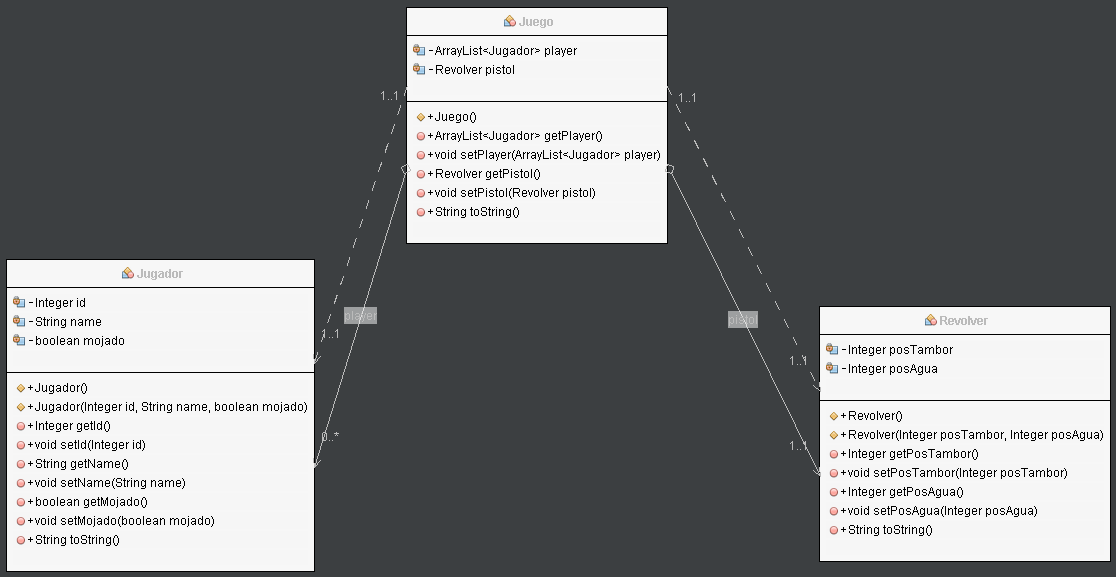 Juego
-ArrayList<Jugador> player
-Revolver pistol
+Juego()
+ArrayList<Jugador> getPlayer()
+void setPlayer(ArrayList<Jugador> player)
+Revolver getPistol()
+void setPistol(Revolver pistol)
+String toString()
1..1
1..1
player
1..1
0..*
pistol
1..1
1..1
Jugador
-Integer id
-String name
-boolean mojado
+Jugador()
+Jugador(Integer id, String name, boolean mojado)
+Integer getId()
+void setId(Integer id)
+String getName()
+void setName(String name)
+boolean getMojado()
+void setMojado(boolean mojado)
+String toString()
Revolver
-Integer posTambor
-Integer posAgua
+Revolver()
+Revolver(Integer posTambor, Integer posAgua)
+Integer getPosTambor()
+void setPosTambor(Integer posTambor)
+Integer getPosAgua()
+void setPosAgua(Integer posAgua)
+String toString()